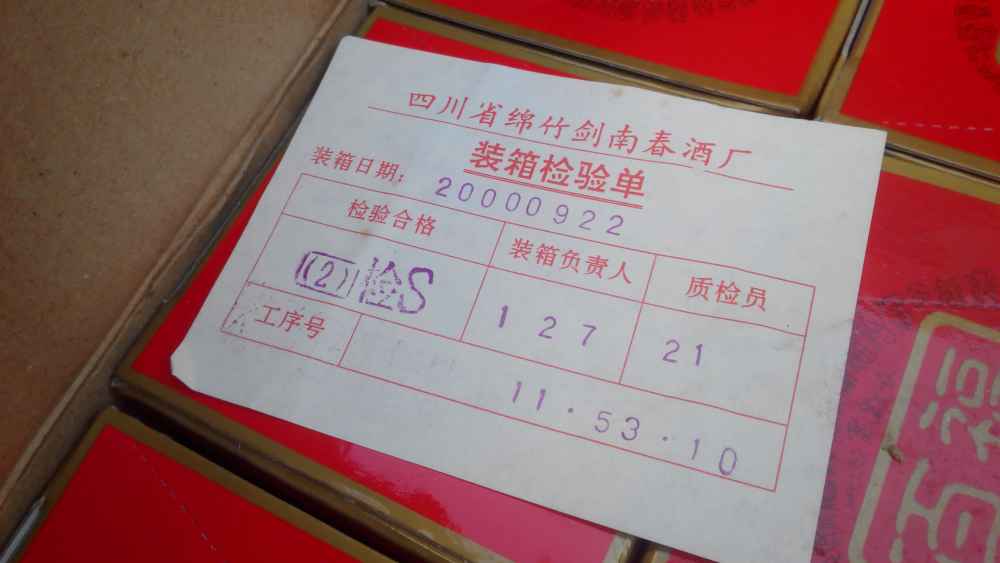 四川省绵竹剑南春酒厂
装箱检验单
装箱日期: 20000922
检验合格 装箱负责人 质检员
(2) 检S 127 21
工序号 11·53·10
百福